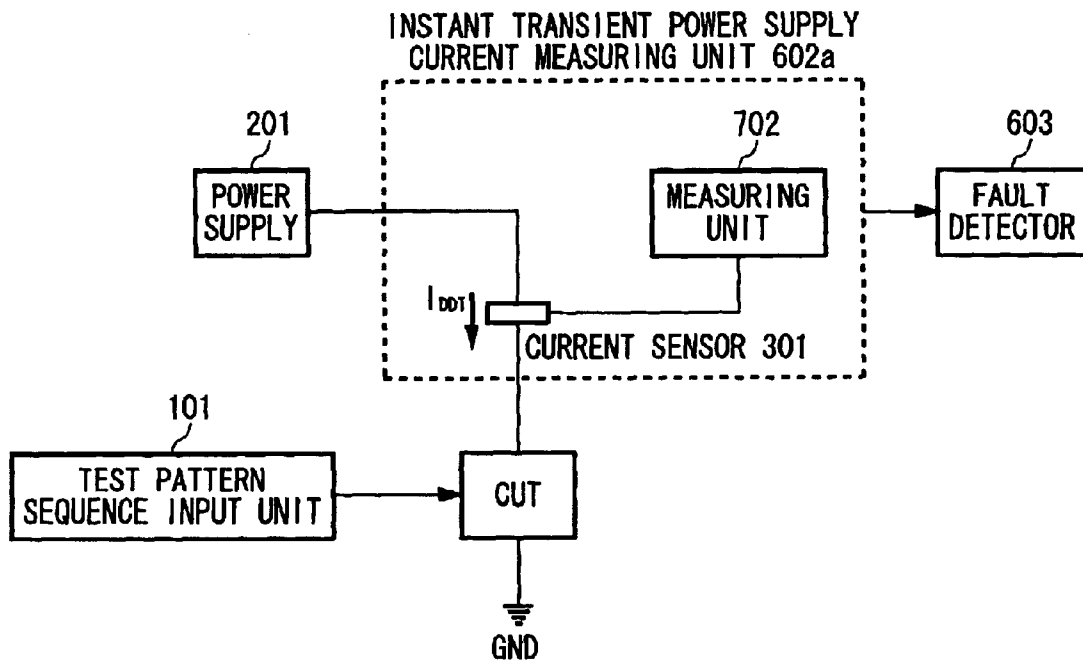 INSTANT TRANSIENT POWER SUPPLY
CURRENT MEASURING UNIT 602a
201
702
603
POWER
SUPPLY
MEASURING
UNIT
FAULT
DETECTOR
IDDT
CURRENT SENSOR 301
101
TEST PATTERN
SEQUENCE INPUT UNIT
CUT
GND